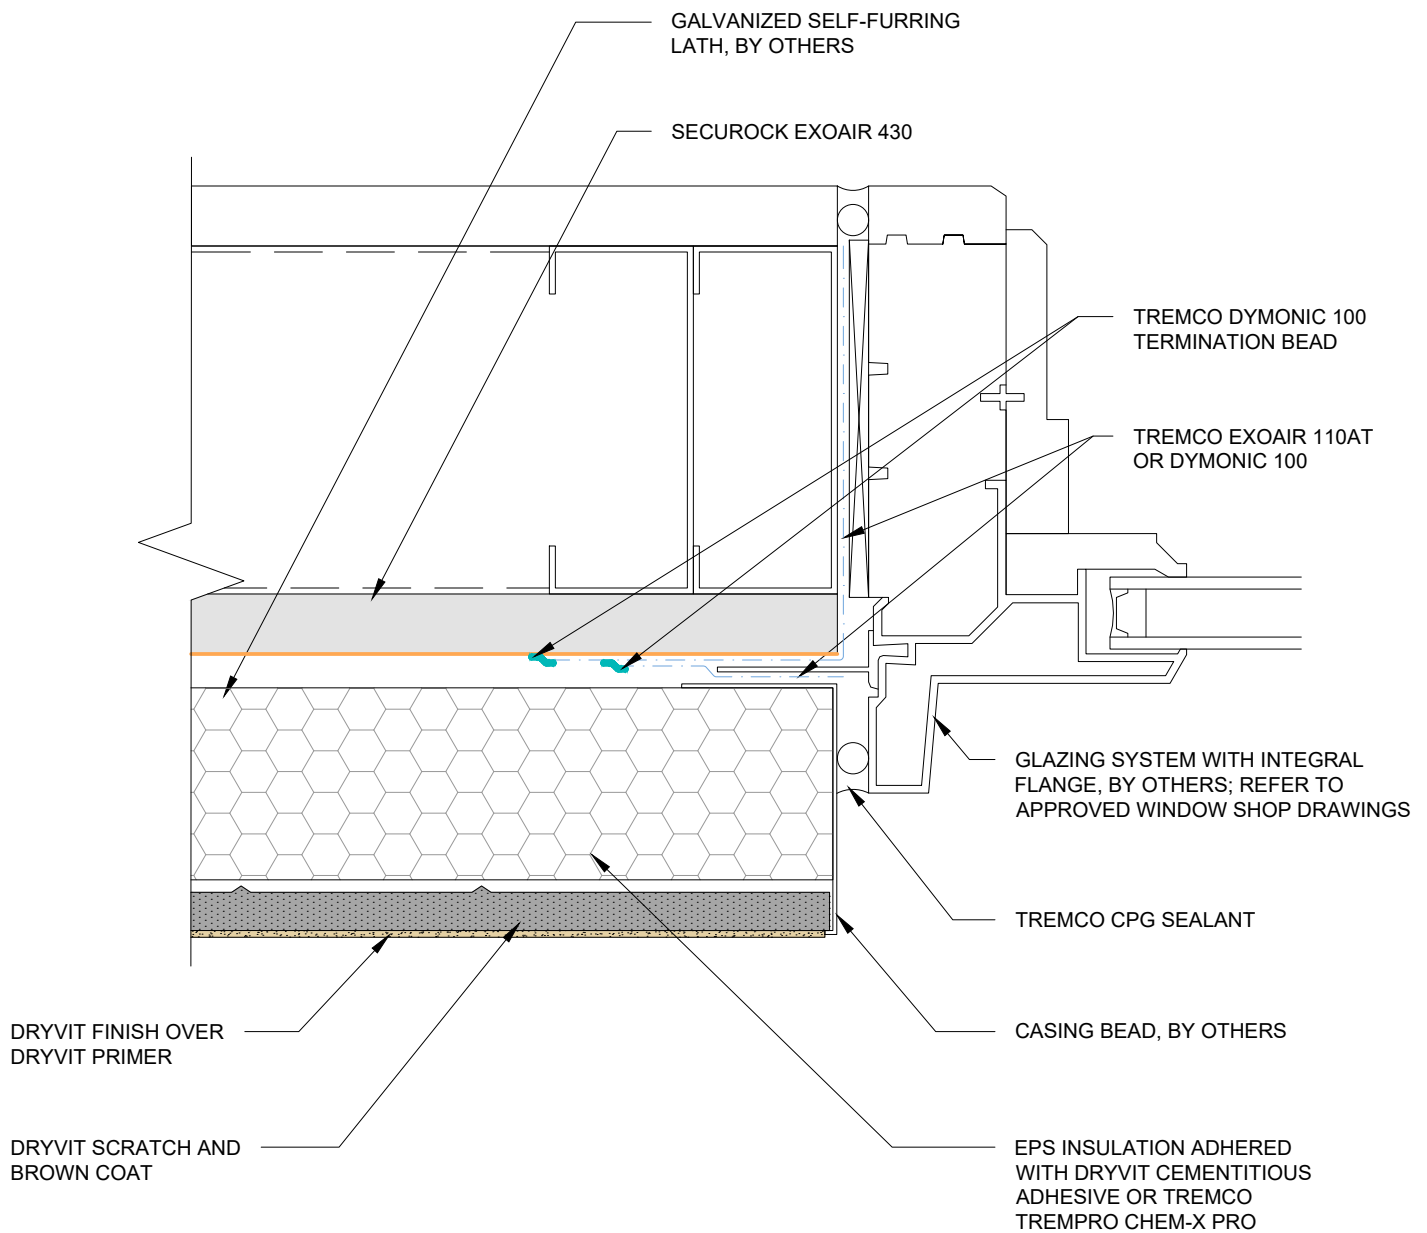 GALVANIZED SELF-FURRING
LATH, BY OTHERS
SECUROCK EXOAIR 430
TREMCO DYMONIC 100
TERMINATION BEAD
TREMCO EXOAIR 110AT
OR DYMONIC 100
GLAZING SYSTEM WITH INTEGRAL
FLANGE, BY OTHERS; REFER TO
APPROVED WINDOW SHOP DRAWINGS
TREMCO CPG SEALANT
DRYVIT FINISH OVER
DRYVIT PRIMER
CASING BEAD, BY OTHERS
DRYVIT SCRATCH AND
BROWN COAT
EPS INSULATION ADHERED
WITH DRYVIT CEMENTITIOUS
ADHESIVE OR TREMCO
TREMPRO CHEM-X PRO